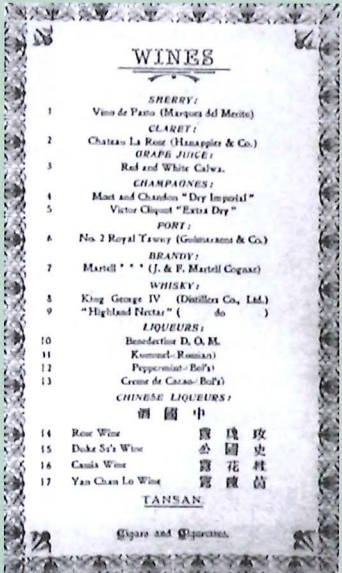 WINES
SHERRY:
1 Vino de Pasto (Marques del Merito)
CLARET:
2 Chateau La Rose (Hanappier & Co.)
GRAPE JUICE:
3 Red and White Calwa.
CHAMPAGNES:
4 Moet and Chandon "Dry Imperial"
5 Victor Cliquot "Extra Dry"
PORT:
6 No. 2 Royal Tawny (Guimaraens & Co.)
BRANDY:
7 Martell * * * (J. & F. Martell Cognac)
WHISKY:
8 King George IV (Distillers Co., Ltd.)
9 "Highland Nectar" ( do )
LIQUEURS:
10 Benedictine D. O. M.
11 Kummel-(Russian)
12 Peppermint-(Bol's)
13 Creme de Cacao-(Bol's)
CHINESE LIQUEURS:
酒國中
14 Rose Wine 露瑰玫
15 Duke Sz's Wine 公國史
16 Cassia Wine 露花桂
17 Yan Chan Lo Wine 露陳茵
TANSAN.
Cigars and Cigarettes.